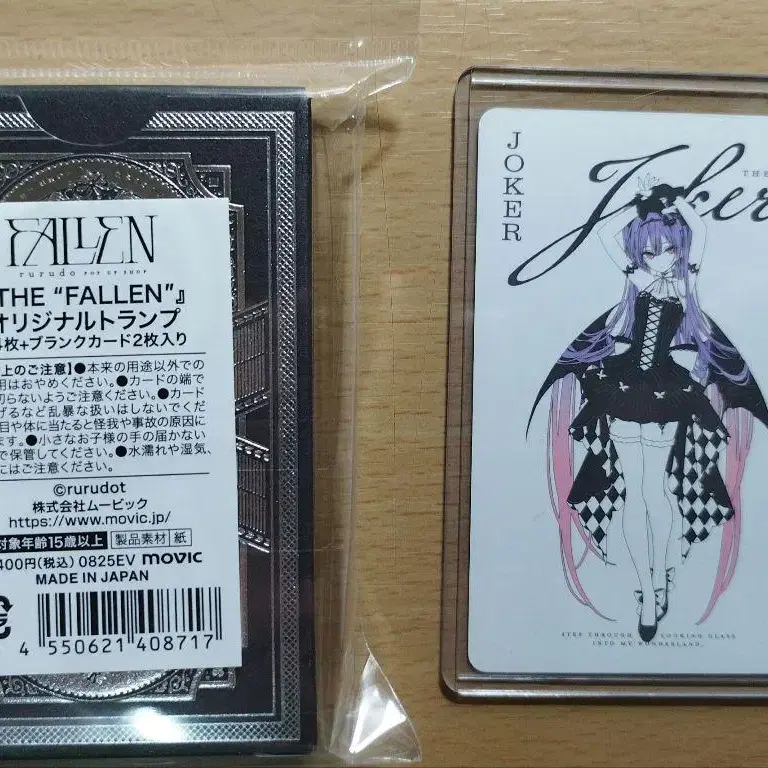 FALLEN
rurudo POP UP SHOP
THE “FALLEN”』
オリジナルトランプ
4枚+ブランクカード2枚入り
上のご注意】●本来の用途以外での
用はおやめください。●カードの端で
切らないようご注意ください。●カード
げるなど乱暴な扱いはしないでくだ
目や体に当たると怪我や事故の原因に
ます。●小さなお子様の手の届かない
で保管してください。●水濡れや湿気、
にはご注意ください。
©rurudot
株式会社ムービック
https://www.movic.jp/
対象年齢15歳以上 製品素材 紙
400円(税込) 0825EV movic
MADE IN JAPAN
4 550621 408717
JOKER
THE
Joker
STEP THROUGH LOOKING GLASS
INTO MY WONDERLAND.